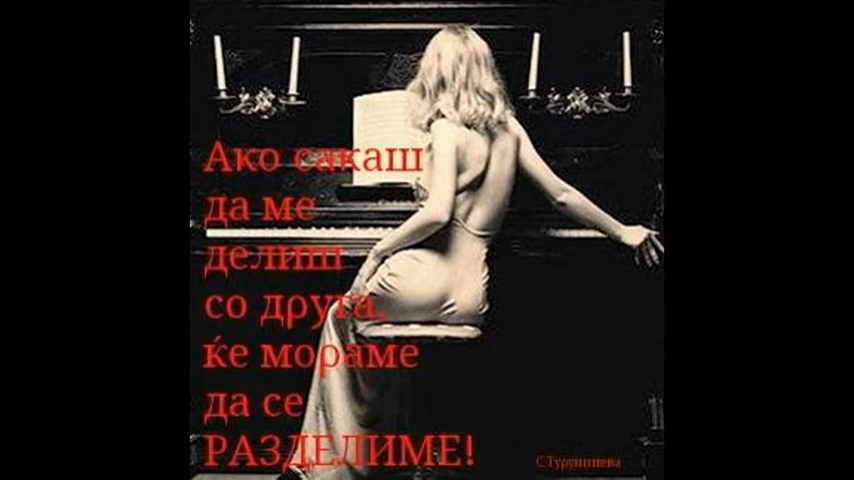 Ако сакаш
да ме
делиш
со друга,
ќе мораме
да се
РАЗДЕЛИМЕ!